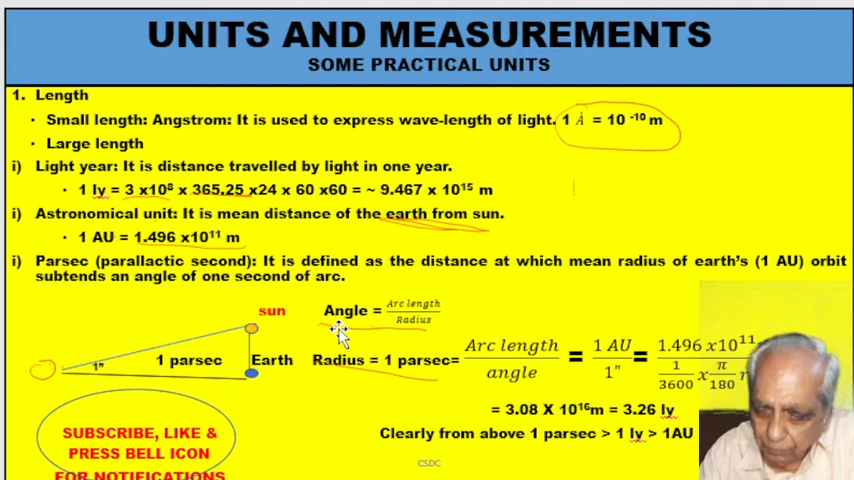 UNITS AND MEASUREMENTS
SOME PRACTICAL UNITS
1. Length
· Small length: Angstrom: It is used to express wave-length of light. 1 Å = 10 -10 m
· Large length
i) Light year: It is distance travelled by light in one year.
· 1 ly = 3 x10⁸ x 365.25 x24 x 60 x60 = ~ 9.467 x 10¹⁵ m
i) Astronomical unit: It is mean distance of the earth from sun.
· 1 AU = 1.496 x10¹¹ m
i) Parsec (parallactic second): It is defined as the distance at which mean radius of earth's (1 AU) orbit
subtends an angle of one second of arc.
sun
Angle = Arc length / Radius
1"
1 parsec
Earth
Radius = 1 parsec= Arc length / angle = 1 AU / 1" = 1.496 x10¹¹ / 1/3600 x π/180 r
= 3.08 X 10¹⁶m = 3.26 ly
Clearly from above 1 parsec > 1 ly > 1AU
SUBSCRIBE, LIKE &
PRESS BELL ICON
FOR NOTIFICATIONS
CSDC